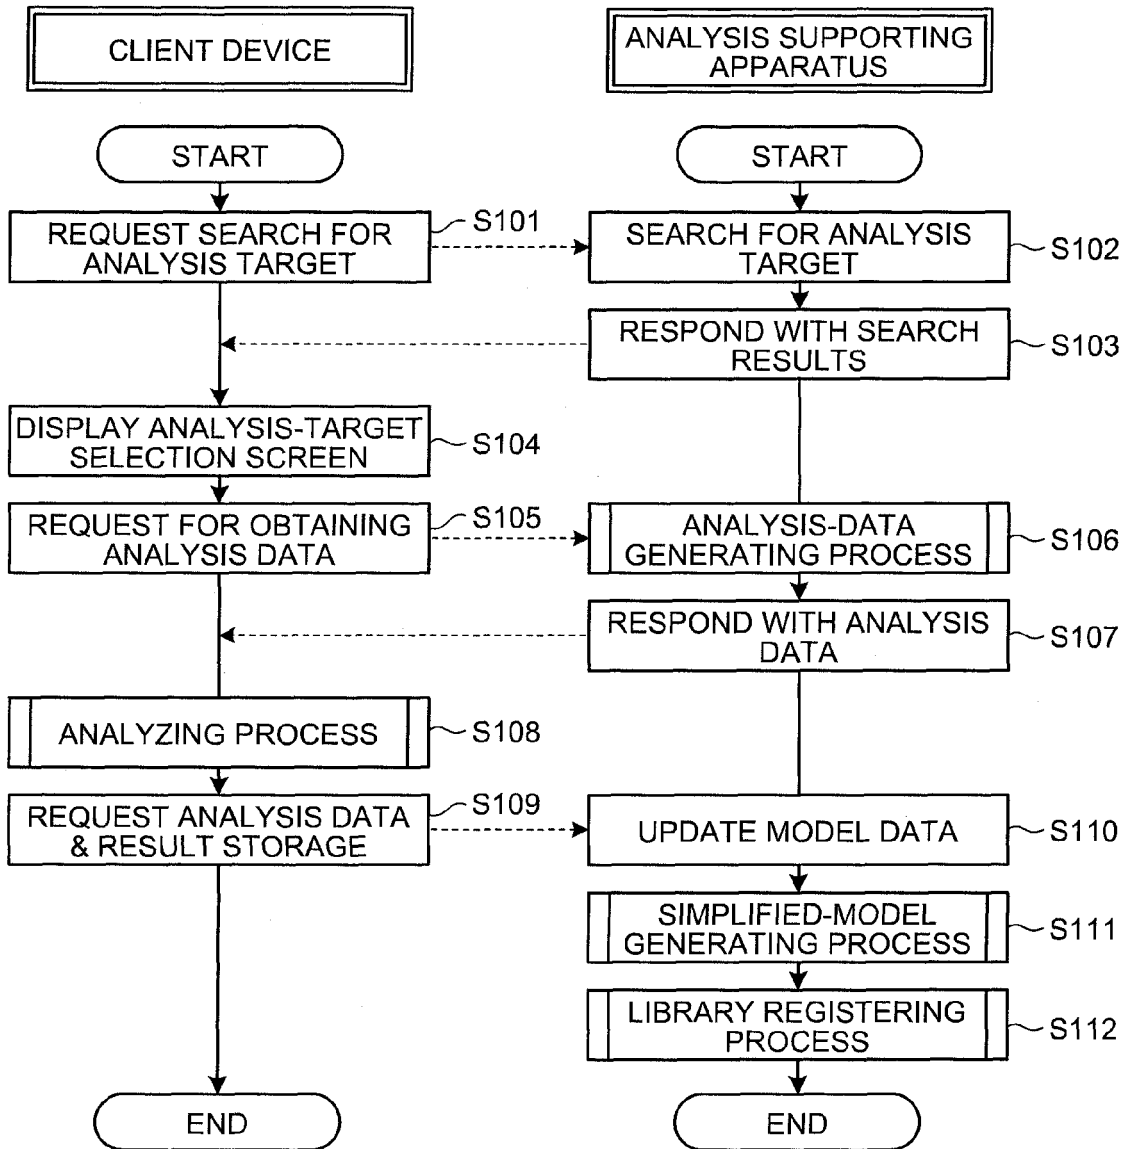 CLIENT DEVICE
ANALYSIS SUPPORTING
APPARATUS
START
START
REQUEST SEARCH FOR
ANALYSIS TARGET
S101
SEARCH FOR ANALYSIS
TARGET
S102
RESPOND WITH SEARCH
RESULTS
S103
DISPLAY ANALYSIS-TARGET
SELECTION SCREEN
S104
REQUEST FOR OBTAINING
ANALYSIS DATA
S105
ANALYSIS-DATA
GENERATING PROCESS
S106
RESPOND WITH ANALYSIS
DATA
S107
ANALYZING PROCESS
S108
REQUEST ANALYSIS DATA
& RESULT STORAGE
S109
UPDATE MODEL DATA
S110
SIMPLIFIED-MODEL
GENERATING PROCESS
S111
LIBRARY REGISTERING
PROCESS
S112
END
END